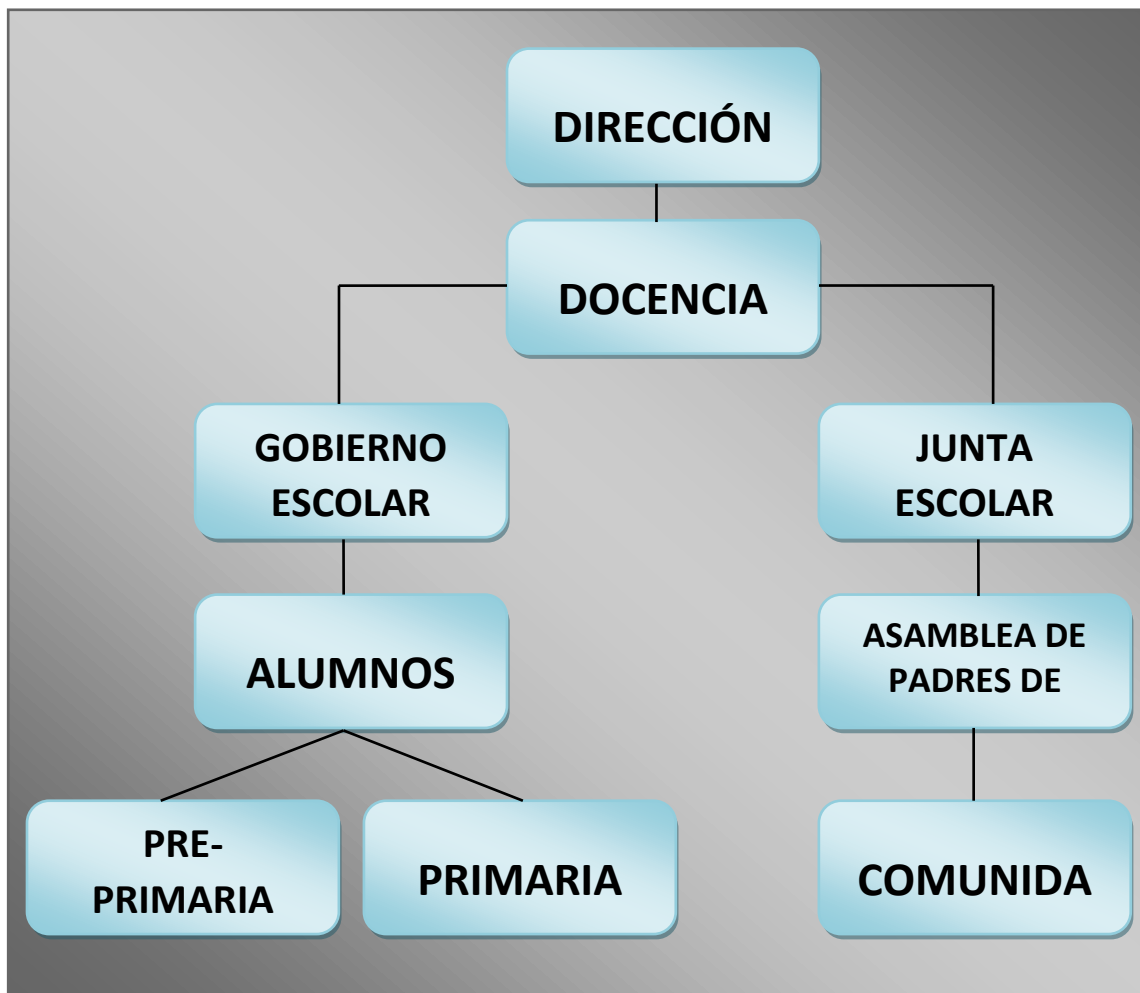 DIRECCIÓN
DOCENCIA
GOBIERNO
ESCOLAR
JUNTA
ESCOLAR
ALUMNOS
ASAMBLEA DE
PADRES DE
PRE-
PRIMARIA
PRIMARIA
COMUNIDA